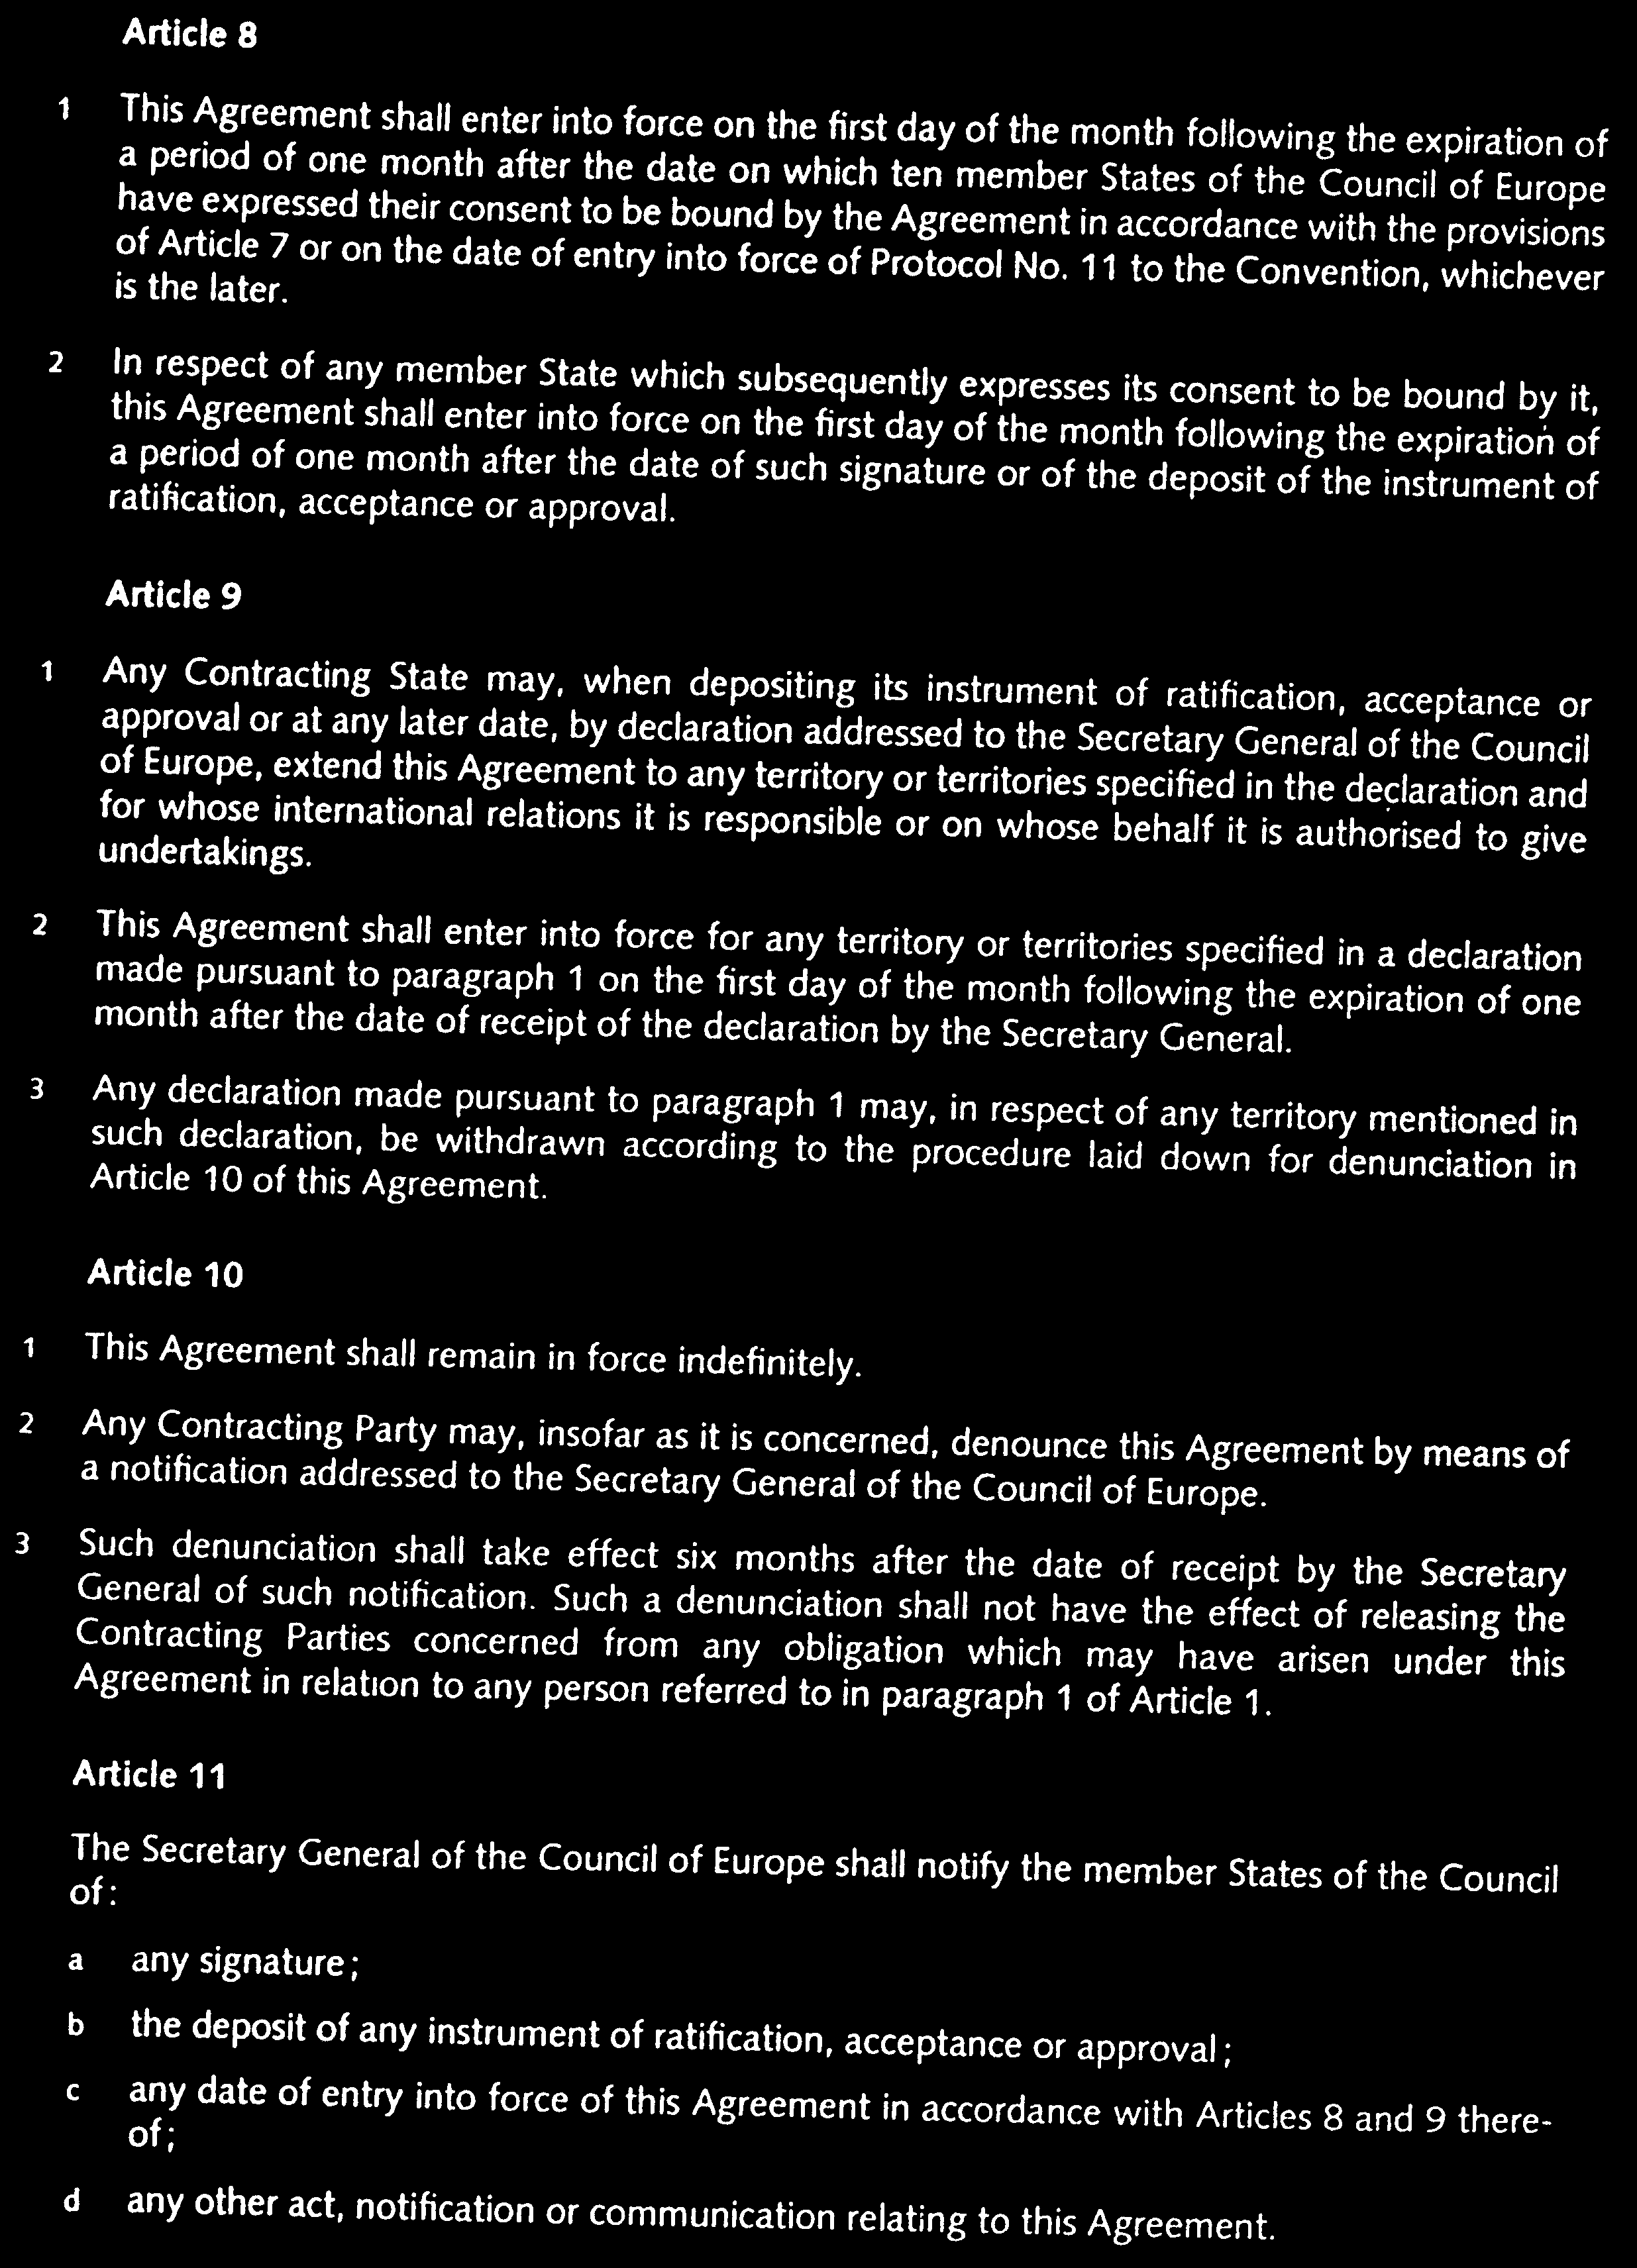 Article 8
1 This Agreement shall enter into force on the first day of the month following the expiration of
a period of one month after the date on which ten member States of the Council of Europe
have expressed their consent to be bound by the Agreement in accordance with the provisions
of Article 7 or on the date of entry into force of Protocol No. 11 to the Convention, whichever
is the later.
2 In respect of any member State which subsequently expresses its consent to be bound by it,
this Agreement shall enter into force on the first day of the month following the expiration of
a period of one month after the date of such signature or of the deposit of the instrument of
ratification, acceptance or approval.
Article 9
1 Any Contracting State may, when depositing its instrument of ratification, acceptance or
approval or at any later date, by declaration addressed to the Secretary General of the Council
of Europe, extend this Agreement to any territory or territories specified in the declaration and
for whose international relations it is responsible or on whose behalf it is authorised to give
undertakings.
2 This Agreement shall enter into force for any territory or territories specified in a declaration
made pursuant to paragraph 1 on the first day of the month following the expiration of one
month after the date of receipt of the declaration by the Secretary General.
3 Any declaration made pursuant to paragraph 1 may, in respect of any territory mentioned in
such declaration, be withdrawn according to the procedure laid down for denunciation in
Article 10 of this Agreement.
Article 10
1 This Agreement shall remain in force indefinitely.
2 Any Contracting Party may, insofar as it is concerned, denounce this Agreement by means of
a notification addressed to the Secretary General of the Council of Europe.
3 Such denunciation shall take effect six months after the date of receipt by the Secretary
General of such notification. Such a denunciation shall not have the effect of releasing the
Contracting Parties concerned from any obligation which may have arisen under this
Agreement in relation to any person referred to in paragraph 1 of Article 1.
Article 11
The Secretary General of the Council of Europe shall notify the member States of the Council
of:
a any signature;
b the deposit of any instrument of ratification, acceptance or approval;
c any date of entry into force of this Agreement in accordance with Articles 8 and 9 there-
of;
d any other act, notification or communication relating to this Agreement.